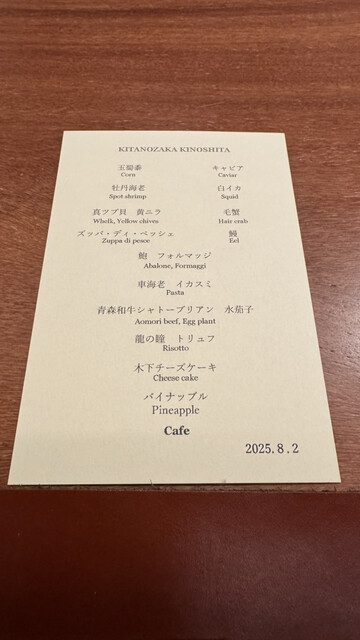 KITANOZAKA KINOSHITA
玉蜀黍 キャビア
Corn Caviar
牡丹海老 白イカ
Spot shrimp Squid
真ツブ貝 黄ニラ 毛蟹
Whelk, Yellow chives Hair crab
ズッパ・ディ・ペッシェ 鰻
Zuppa di pesce Eel
鮑 フォルマッジ
Abalone, Formaggi
車海老 イカスミ
Pasta
青森和牛シャトーブリアン 水茄子
Aomori beef, Egg plant
龍の瞳 トリュフ
Risotto
木下チーズケーキ
Cheese cake
パイナップル
Pineapple
Cafe
2025.8.2